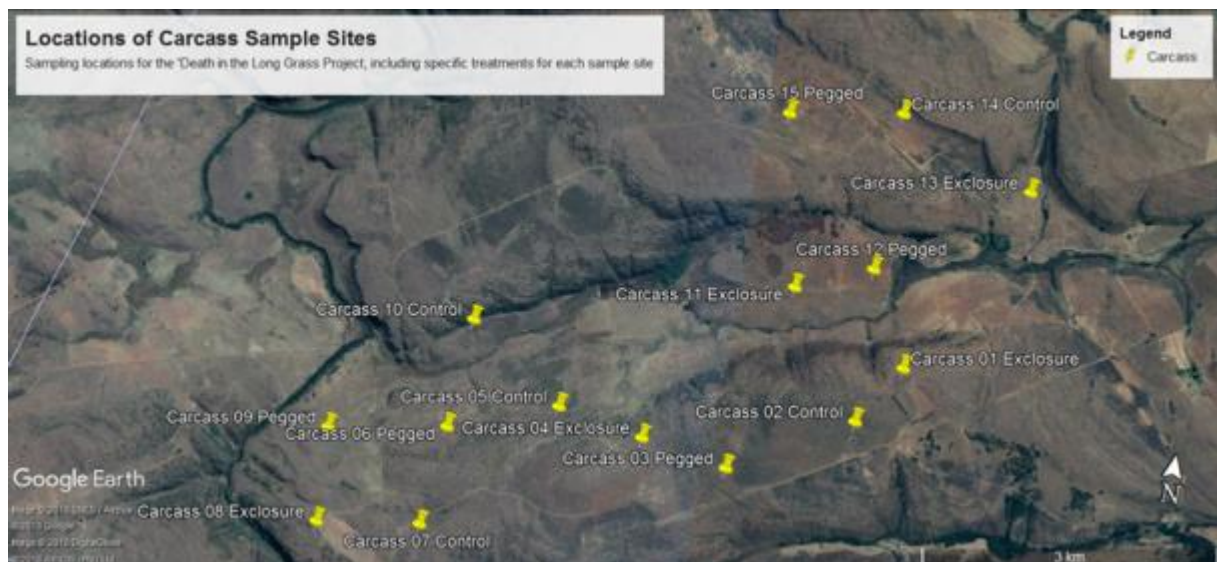 Locations of Carcass Sample Sites
Sampling locations for the 'Death in the Long Grass Project, including specific treatments for each sample site
Legend
Carcass
Carcass 15 Pegged
Carcass 14 Control
Carcass 13 Exclosure
Carcass 12 Pegged
Carcass 11 Exclosure
Carcass 10 Control
Carcass 01 Exclosure
Carcass 05 Control
Carcass 02 Control
Carcass 09 Pegged
Carcass 06 Pegged
Carcass 04 Exclosure
Carcass 03 Pegged
Google Earth
N
Carcass 08 Exclosure
Carcass 07 Control
3 km